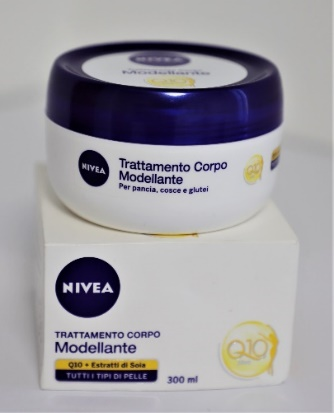 Modellante
NIVEA
Trattamento Corpo
Modellante
Per pancia, cosce e glutei
Q10
NIVEA
TRATTAMENTO CORPO
Modellante
Q10 + Estratti di Soia
TUTTI I TIPI DI PELLE
300 ml
Q10